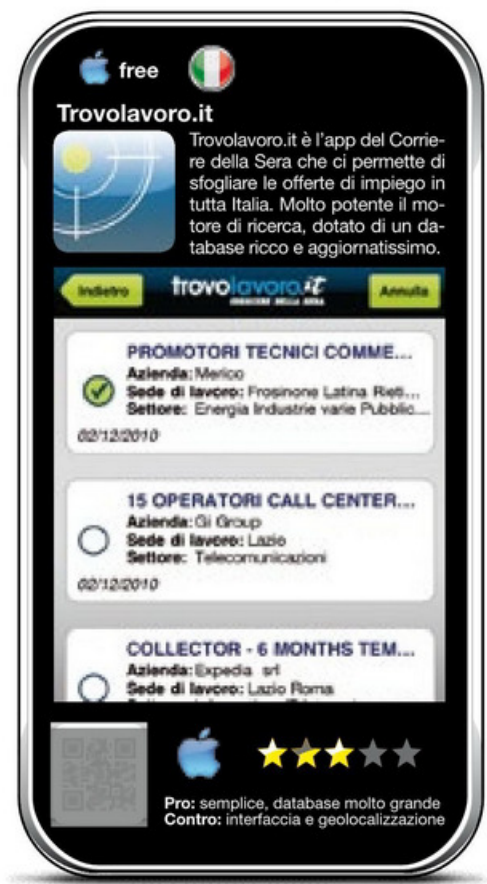 free
Trovolavoro.it
Trovolavoro.it è l'app del Corrie-
re della Sera che ci permette di
sfogliare le offerte di impiego in
tutta Italia. Molto potente il mo-
tore di ricerca, dotato di un da-
tabase ricco e aggiornatissimo.
Indietro trovolavoro.it Annulla
CORRIERE DELLA SERA
PROMOTORI TECNICI COMME...
Azienda: Merico
Sede di lavoro: Frosinone Latina Rieti...
Settore: Energia Industrie varie Pubblic...
02/12/2010
15 OPERATORI CALL CENTER...
Azienda: Gi Group
Sede di lavoro: Lazio
Settore: Telecomunicazioni
02/12/2010
COLLECTOR - 6 MONTHS TEM...
Azienda: Expedia srl
Sede di lavoro: Lazio Roma
Pro: semplice, database molto grande
Contro: interfaccia e geolocalizzazione